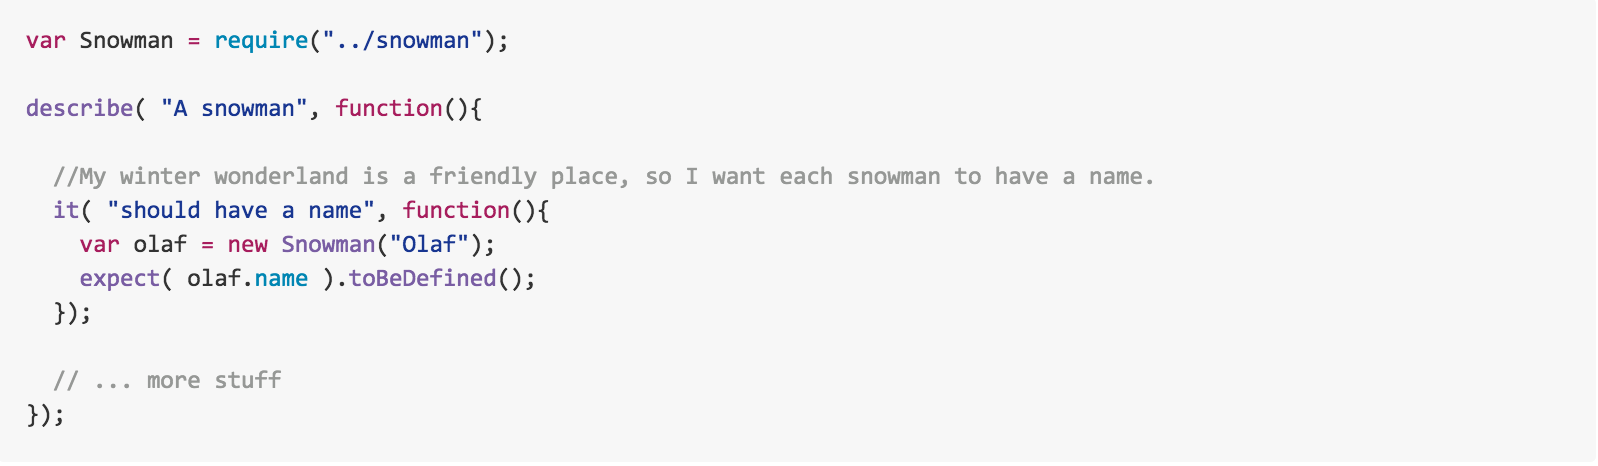 var Snowman = require("../snowman");
describe( "A snowman", function(){
//My winter wonderland is a friendly place, so I want each snowman to have a name.
it( "should have a name", function(){
var olaf = new Snowman("Olaf");
expect( olaf.name ).toBeDefined();
});
// ... more stuff
});